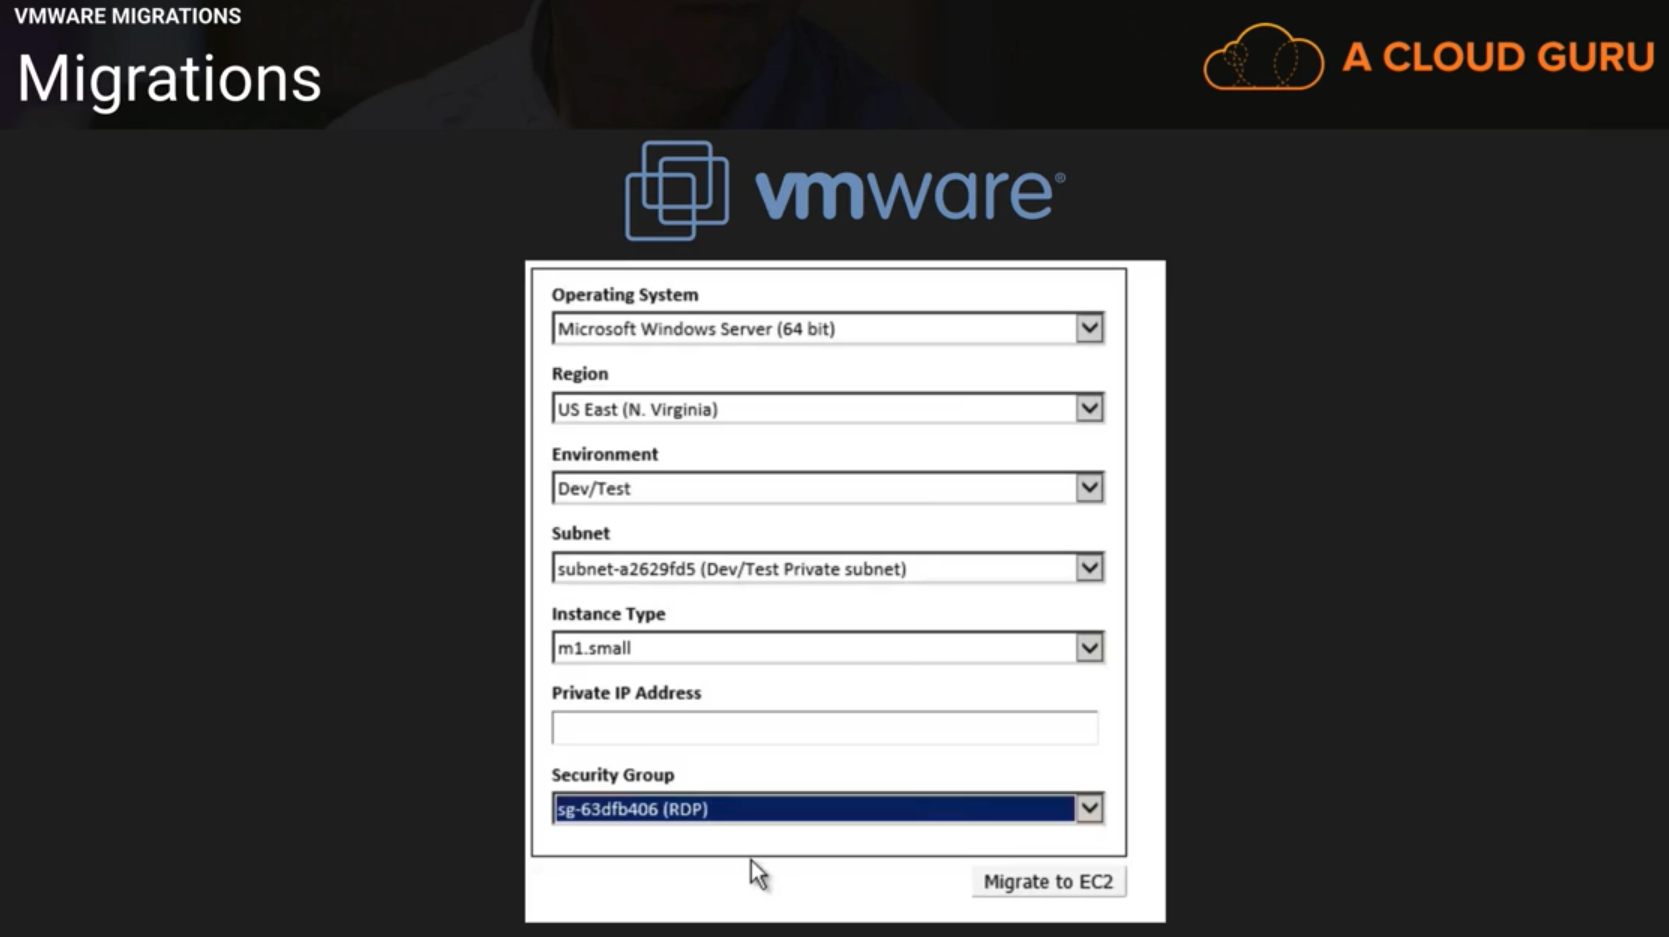 VMWARE MIGRATIONS
Migrations
A CLOUD GURU
vmware®
Operating System
Microsoft Windows Server (64 bit)
Region
US East (N. Virginia)
Environment
Dev/Test
Subnet
subnet-a2629fd5 (Dev/Test Private subnet)
Instance Type
m1.small
Private IP Address
Security Group
sg-63dfb406 (RDP)
Migrate to EC2